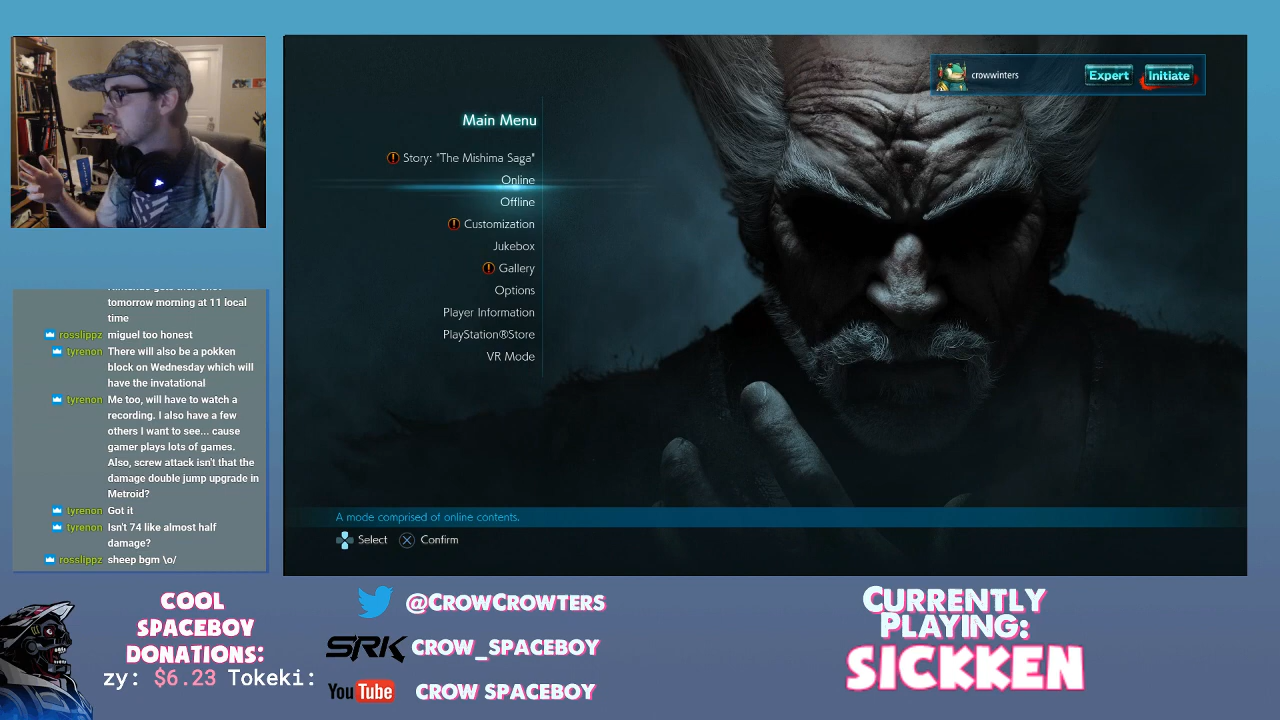 crowwinters
Expert
Initiate
Main Menu
Story: "The Mishima Saga"
Online
Offline
Customization
Jukebox
Gallery
Options
Player Information
PlayStation®Store
VR Mode
A mode comprised of online contents.
Select
Confirm
tomorrow morning at 11 local
time
rosslippz miguel too honest
tyrenon There will also be a pokken
block on Wednesday which will
have the invatational
tyrenon Me too, will have to watch a
recording. I also have a few
others I want to see... cause
gamer plays lots of games.
Also, screw attack isn't that the
damage double jump upgrade in
Metroid?
tyrenon Got it
tyrenon Isn't 74 like almost half
damage?
rosslippz sheep bgm \o/
COOL
SPACEBOY
DONATIONS:
zy: $6.23 Tokeki:
@CROWCROWTERS
SRK CROW_SPACEBOY
YouTube CROW SPACEBOY
CURRENTLY
PLAYING:
SICKKEN